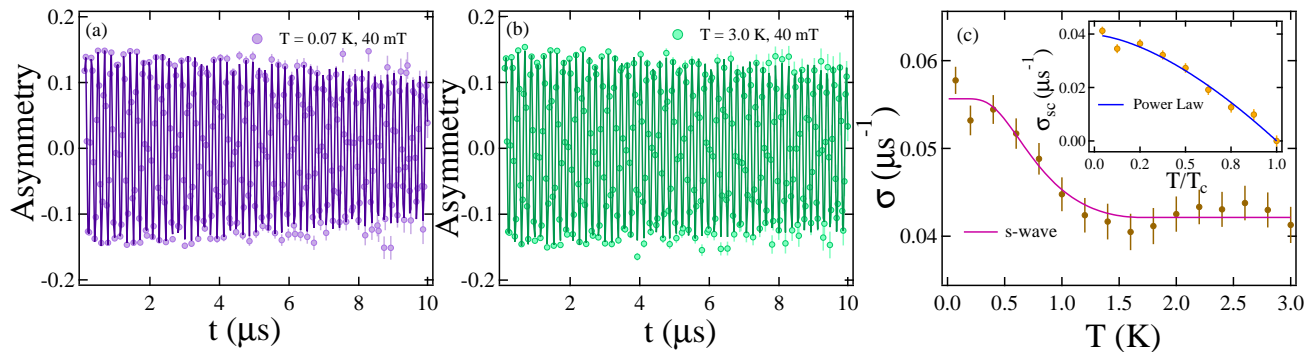 (a)
T = 0.07 K, 40 mT
Asymmetry
0.2
0.1
0.0
-0.1
-0.2
2
4
6
8
10
t (μs)
(b)
T = 3.0 K, 40 mT
Asymmetry
0.2
0.1
0.0
-0.1
-0.2
2
4
6
8
10
t (μs)
(c)
σ (μs⁻¹)
0.06
0.05
0.04
s-wave
0.0
0.5
1.0
1.5
2.0
2.5
3.0
T (K)
σsc (μs⁻¹)
0.04
0.02
0.00
Power Law
0.0
0.2
0.5
0.8
1.0
T/Tc